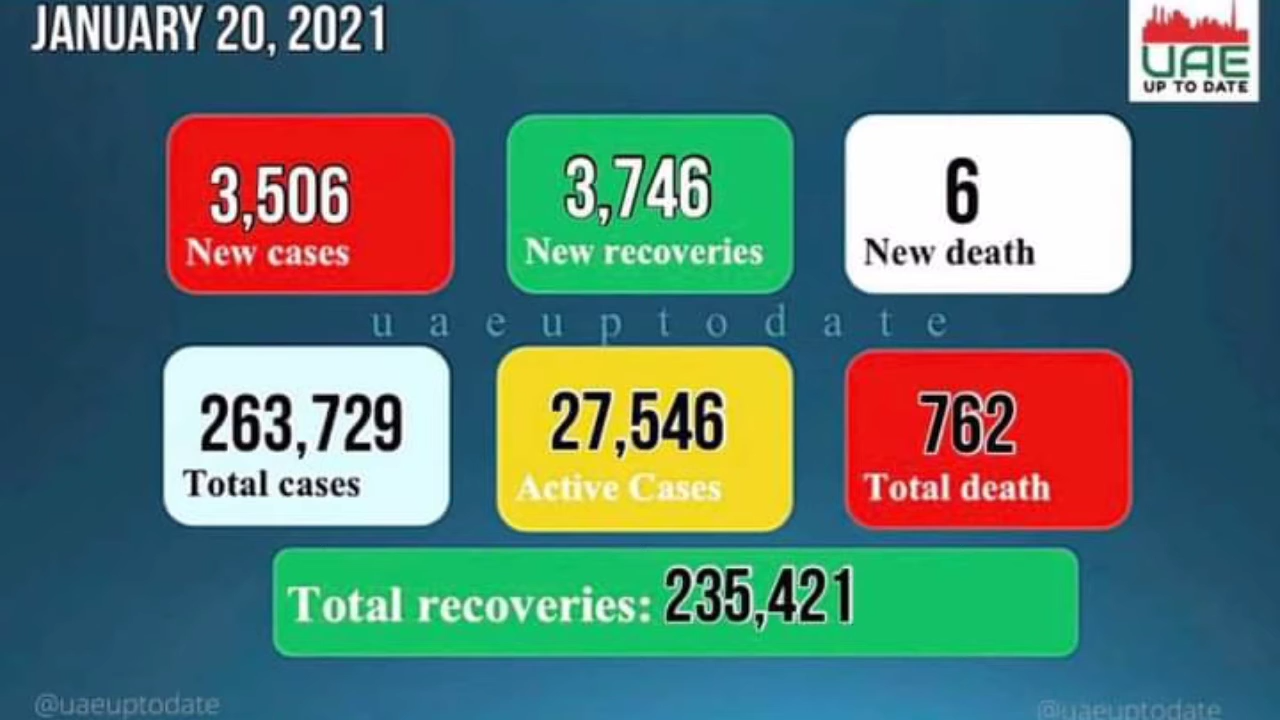 JANUARY 20, 2021
UAE
UP TO DATE
3,506
New cases
3,746
New recoveries
6
New death
uaeuptodate
263,729
Total cases
27,546
Active Cases
762
Total death
Total recoveries: 235,421
@uaeuptodate
@uaeuptodate